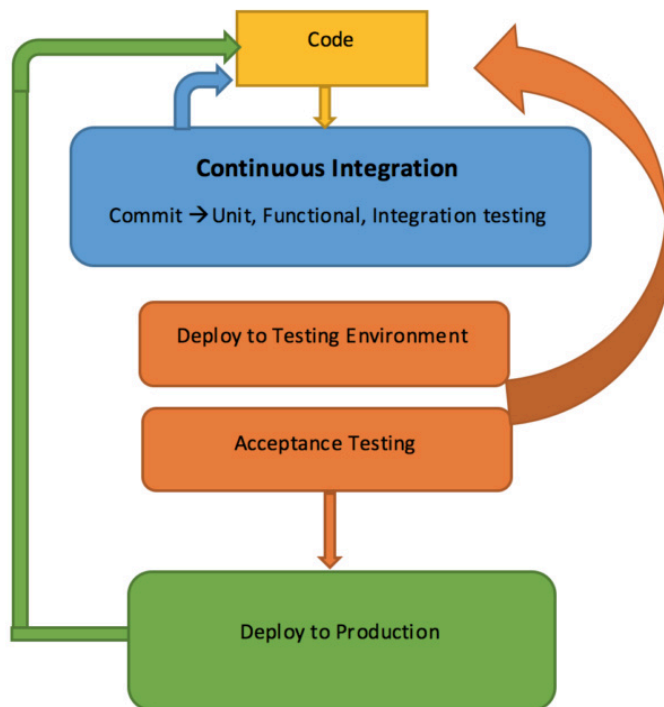 Code
Continuous Integration
Commit → Unit, Functional, Integration testing
Deploy to Testing Environment
Acceptance Testing
Deploy to Production